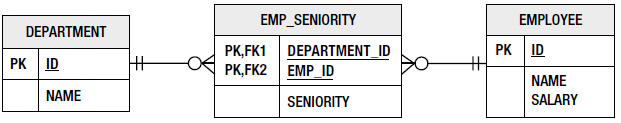 DEPARTMENT
PK ID
NAME
EMP_SENIORITY
PK,FK1 DEPARTMENT_ID
PK,FK2 EMP_ID
SENIORITY
EMPLOYEE
PK ID
NAME
SALARY